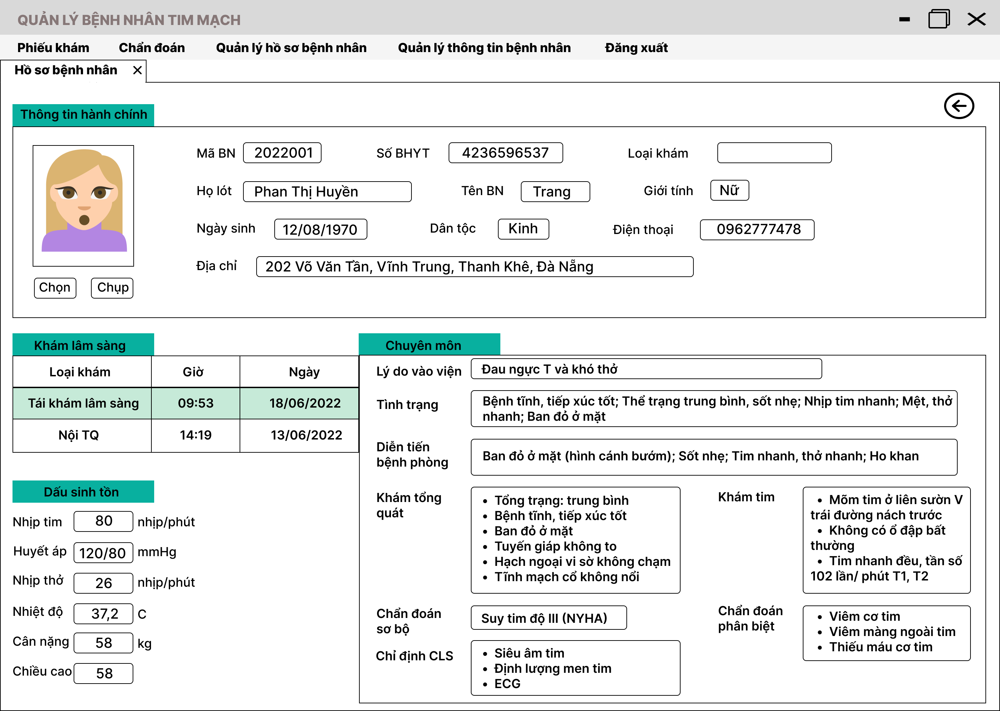 QUẢN LÝ BỆNH NHÂN TIM MẠCH
Phiếu khám
Chẩn đoán
Quản lý hồ sơ bệnh nhân
Quản lý thông tin bệnh nhân
Đăng xuất
Hồ sơ bệnh nhân
Thông tin hành chính
Mã BN 2022001 Số BHYT 4236596537 Loại khám
Họ lót Phan Thị Huyền Tên BN Trang Giới tính Nữ
Ngày sinh 12/08/1970 Dân tộc Kinh Điện thoại 0962777478
Địa chỉ 202 Võ Văn Tần, Vĩnh Trung, Thanh Khê, Đà Nẵng
Chọn Chụp
Khám lâm sàng
Loại khám Giờ Ngày
Tái khám lâm sàng 09:53 18/06/2022
Nội TQ 14:19 13/06/2022
Dấu sinh tồn
Nhịp tim 80 nhịp/phút
Huyết áp 120/80 mmHg
Nhịp thở 26 nhịp/phút
Nhiệt độ 37,2 C
Cân nặng 58 kg
Chiều cao 58
Chuyên môn
Lý do vào viện Đau ngực T và khó thở
Tình trạng
Bệnh tĩnh, tiếp xúc tốt; Thể trạng trung bình, sốt nhẹ; Nhịp tim nhanh; Mệt, thở
nhanh; Ban đỏ ở mặt
Diễn tiến
bệnh phòng
Ban đỏ ở mặt (hình cánh bướm); Sốt nhẹ; Tim nhanh, thở nhanh; Ho khan
Khám tổng
quát
• Tổng trạng: trung bình
• Bệnh tĩnh, tiếp xúc tốt
• Ban đỏ ở mặt
• Tuyến giáp không to
• Hạch ngoại vi sờ không chạm
• Tĩnh mạch cổ không nổi
Khám tim
• Mõm tim ở liên sườn V
trái đường nách trước
• Không có ổ đập bất
thường
• Tim nhanh đều, tần số
102 lần/ phút T1, T2
Chẩn đoán
sơ bộ
Suy tim độ III (NYHA)
Chẩn đoán
phân biệt
• Viêm cơ tim
• Viêm màng ngoài tim
• Thiếu máu cơ tim
Chỉ định CLS
• Siêu âm tim
• Định lượng men tim
• ECG